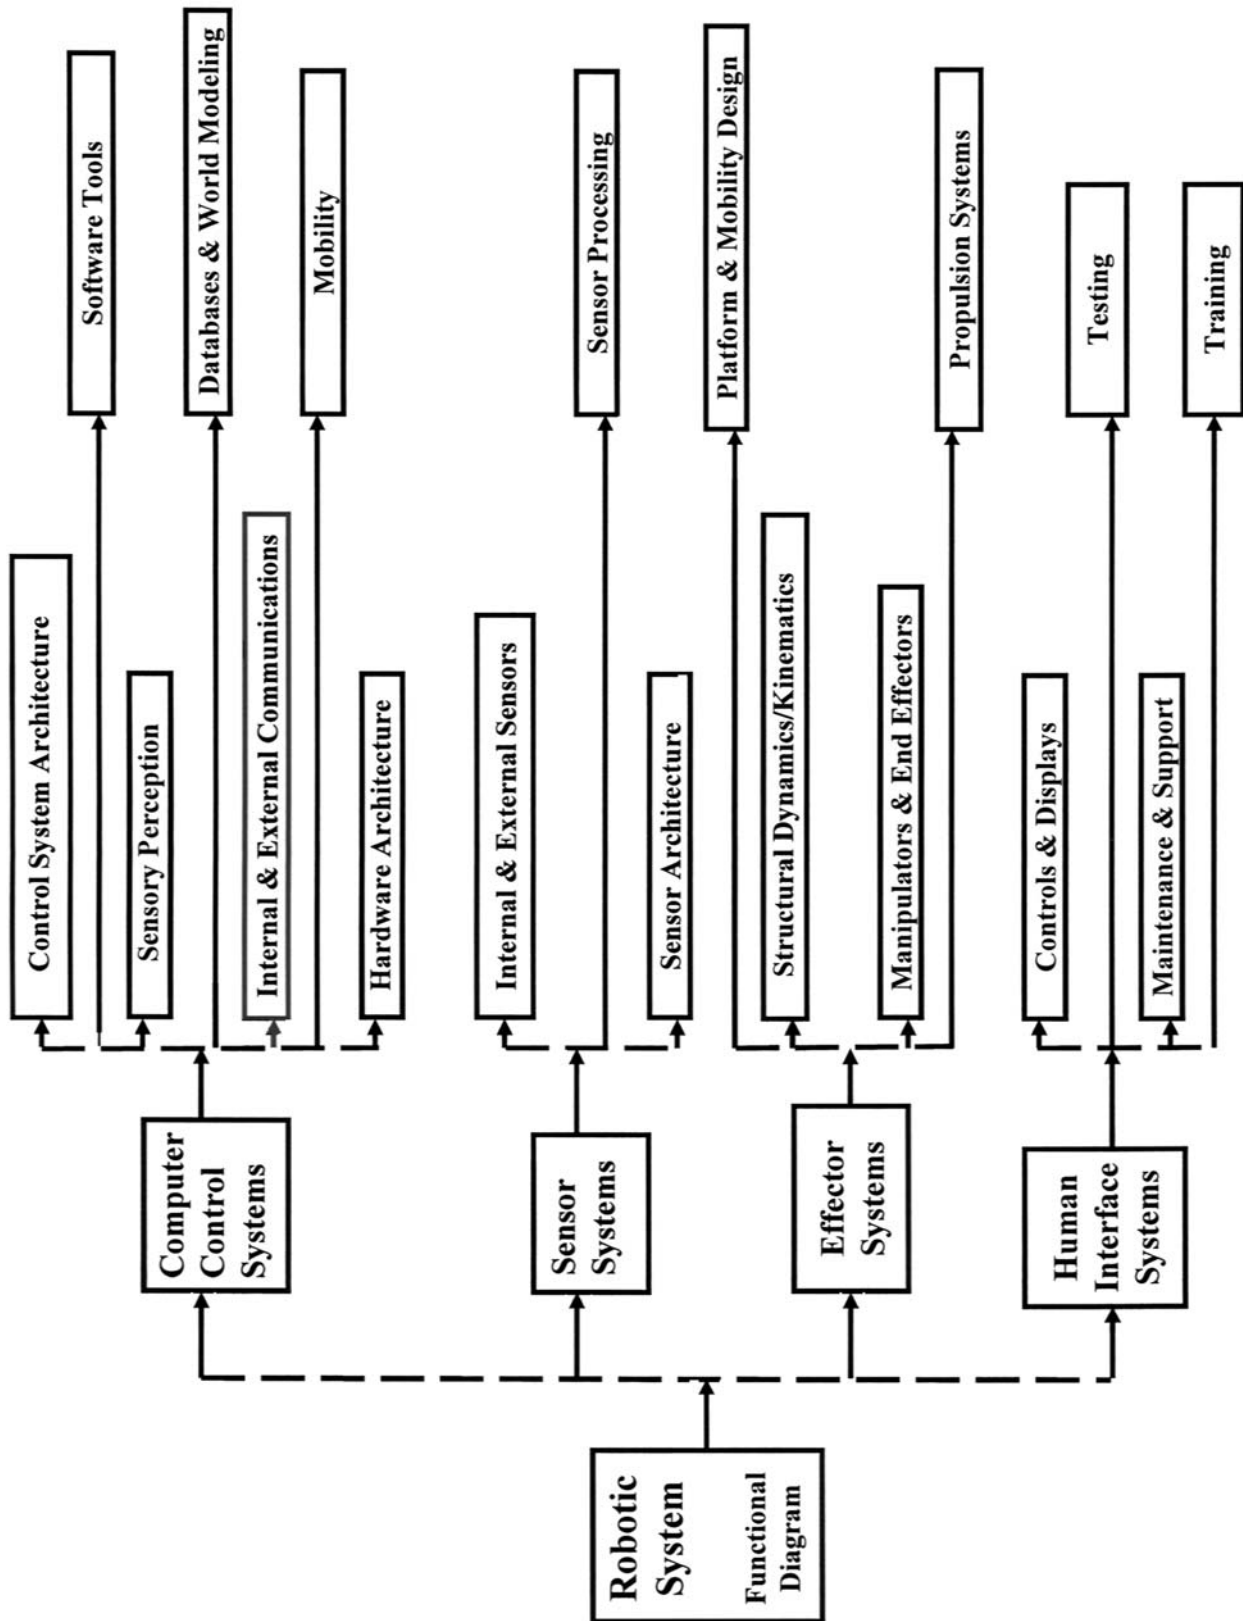 Robotic
System
Functional
Diagram
Computer
Control
Systems
Control System Architecture
Software Tools
Sensory Perception
Databases & World Modeling
Internal & External Communications
Mobility
Hardware Architecture
Sensor
Systems
Internal & External Sensors
Sensor Processing
Sensor Architecture
Effector
Systems
Platform & Mobility Design
Structural Dynamics/Kinematics
Manipulators & End Effectors
Propulsion Systems
Human
Interface
Systems
Controls & Displays
Testing
Maintenance & Support
Training